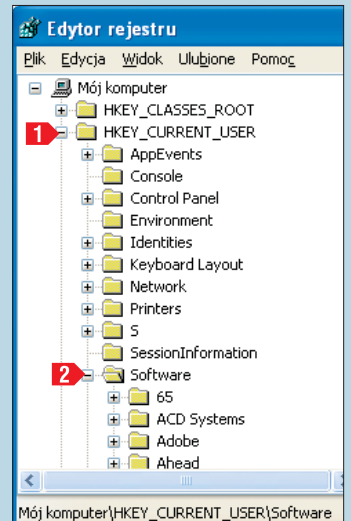 Edytor rejestru
Plik Edycja Widok Ulubione Pomoc
Mój komputer
HKEY_CLASSES_ROOT
1 HKEY_CURRENT_USER
AppEvents
Console
Control Panel
Environment
Identities
Keyboard Layout
Network
Printers
S
SessionInformation
2 Software
65
ACD Systems
Adobe
Ahead
Mój komputer\HKEY_CURRENT_USER\Software